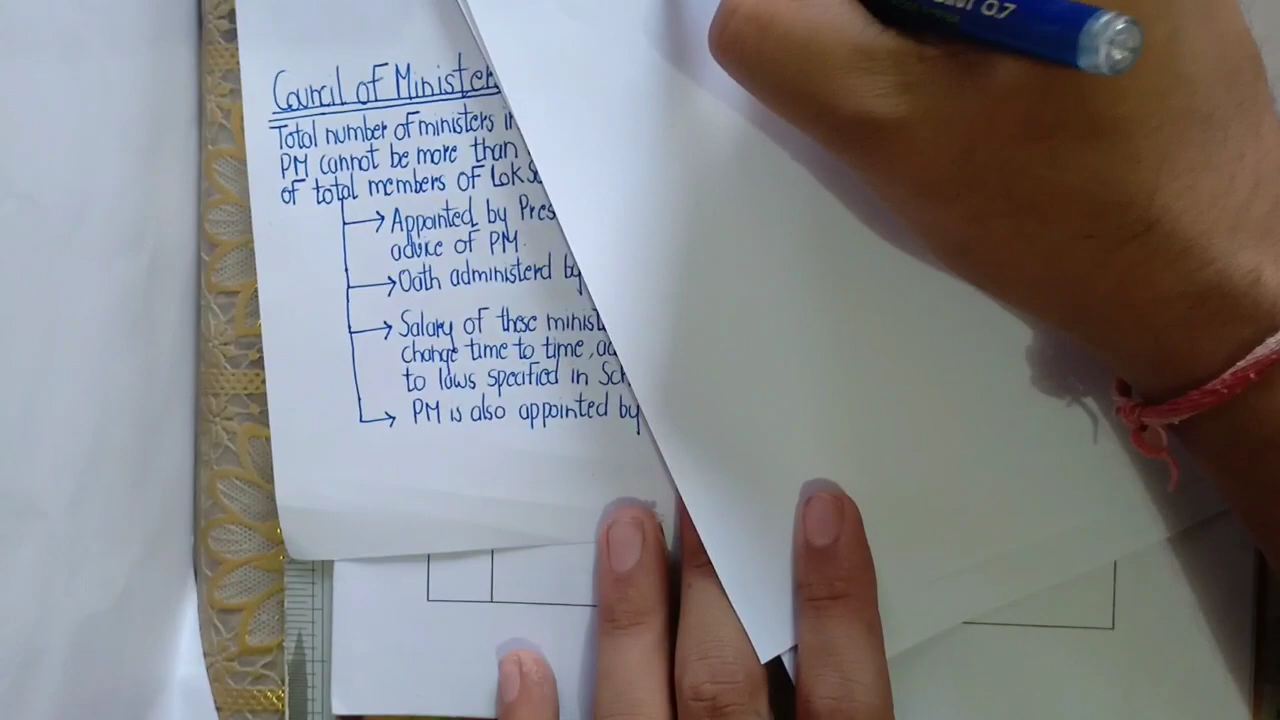 Council of Minister
Total number of ministers in
PM cannot be more than
of total members of Lok S
Appointed by Pres
advice of PM.
Oath administerd by
Salary of these minist
change time to time, ac
to laws specified in Sch
PM is also appointed by
0.7